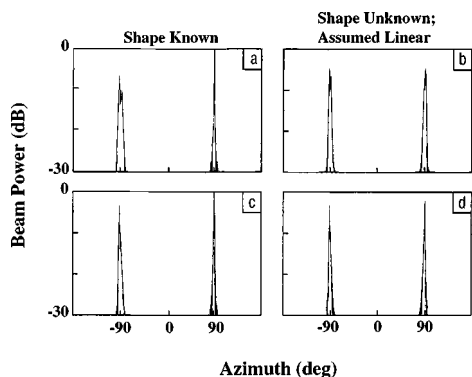 Shape Known
Shape Unknown;
Assumed Linear
Beam Power (dB)
0
-30
a
b
0
-30
c
d
-90 0 90
-90 0 90
Azimuth (deg)